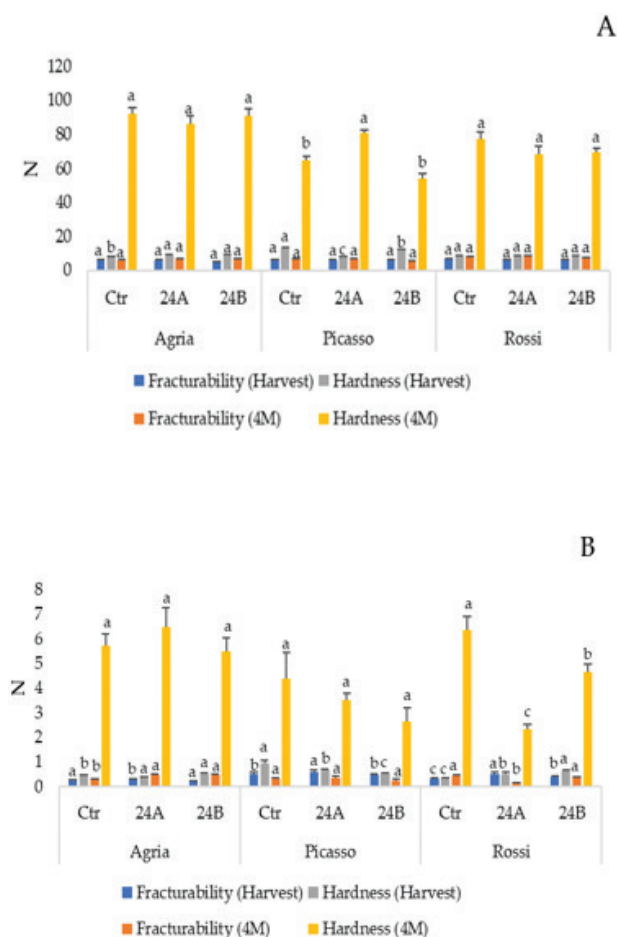 A
120
100
80
60
40
20
0
N
a a a b a b a a a
a b a a a a a a a a a a c a a b a a a a a a a a a a a
Ctr 24A 24B Ctr 24A 24B Ctr 24A 24B
Agria Picasso Rossi
Fracturability (Harvest) Hardness (Harvest)
Fracturability (4M) Hardness (4M)
B
8
7
6
5
4
3
2
1
0
N
a a a a a a a c b
a b b b a a a a a b a a a b a b c a c c a a b b b a a
Ctr 24A 24B Ctr 24A 24B Ctr 24A 24B
Agria Picasso Rossi
Fracturability (Harvest) Hardness (Harvest)
Fracturability (4M) Hardness (4M)